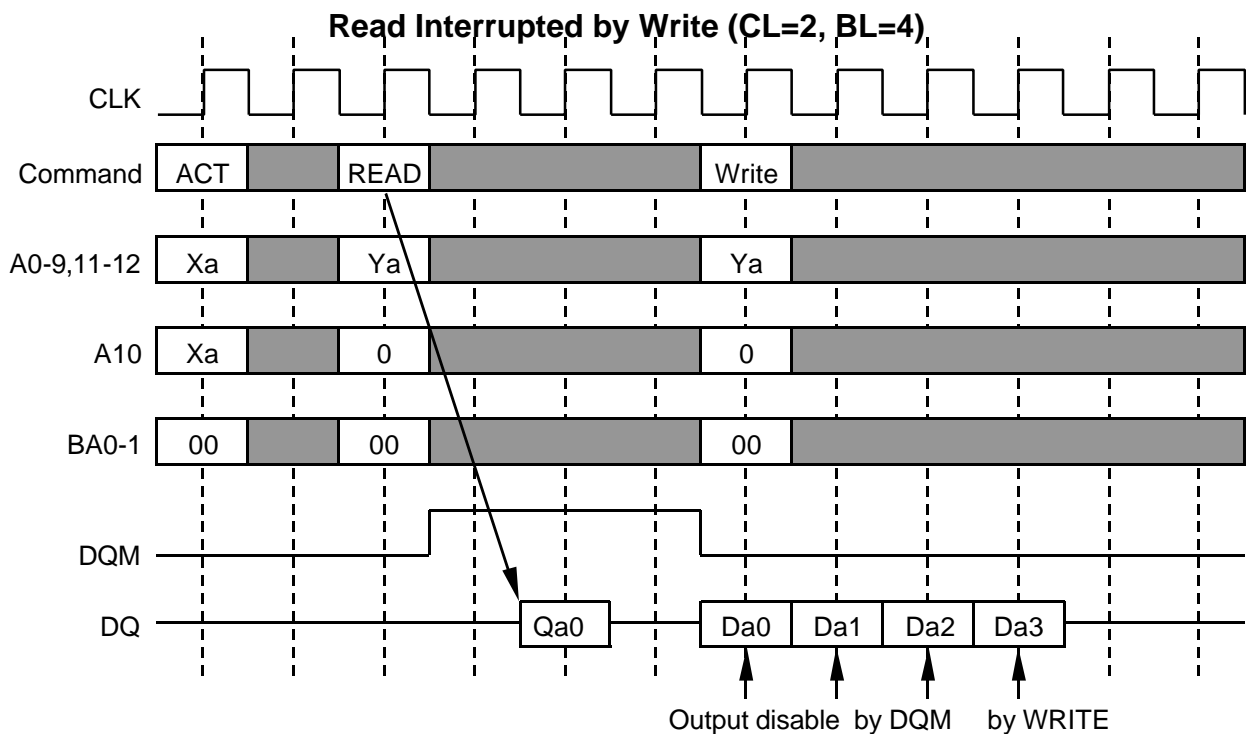 Read Interrupted by Write (CL=2, BL=4)
CLK
Command ACT READ Write
A0-9,11-12 Xa Ya Ya
A10 Xa 0 0
BA0-1 00 00 00
DQM
DQ Qa0 Da0 Da1 Da2 Da3
Output disable by DQM by WRITE